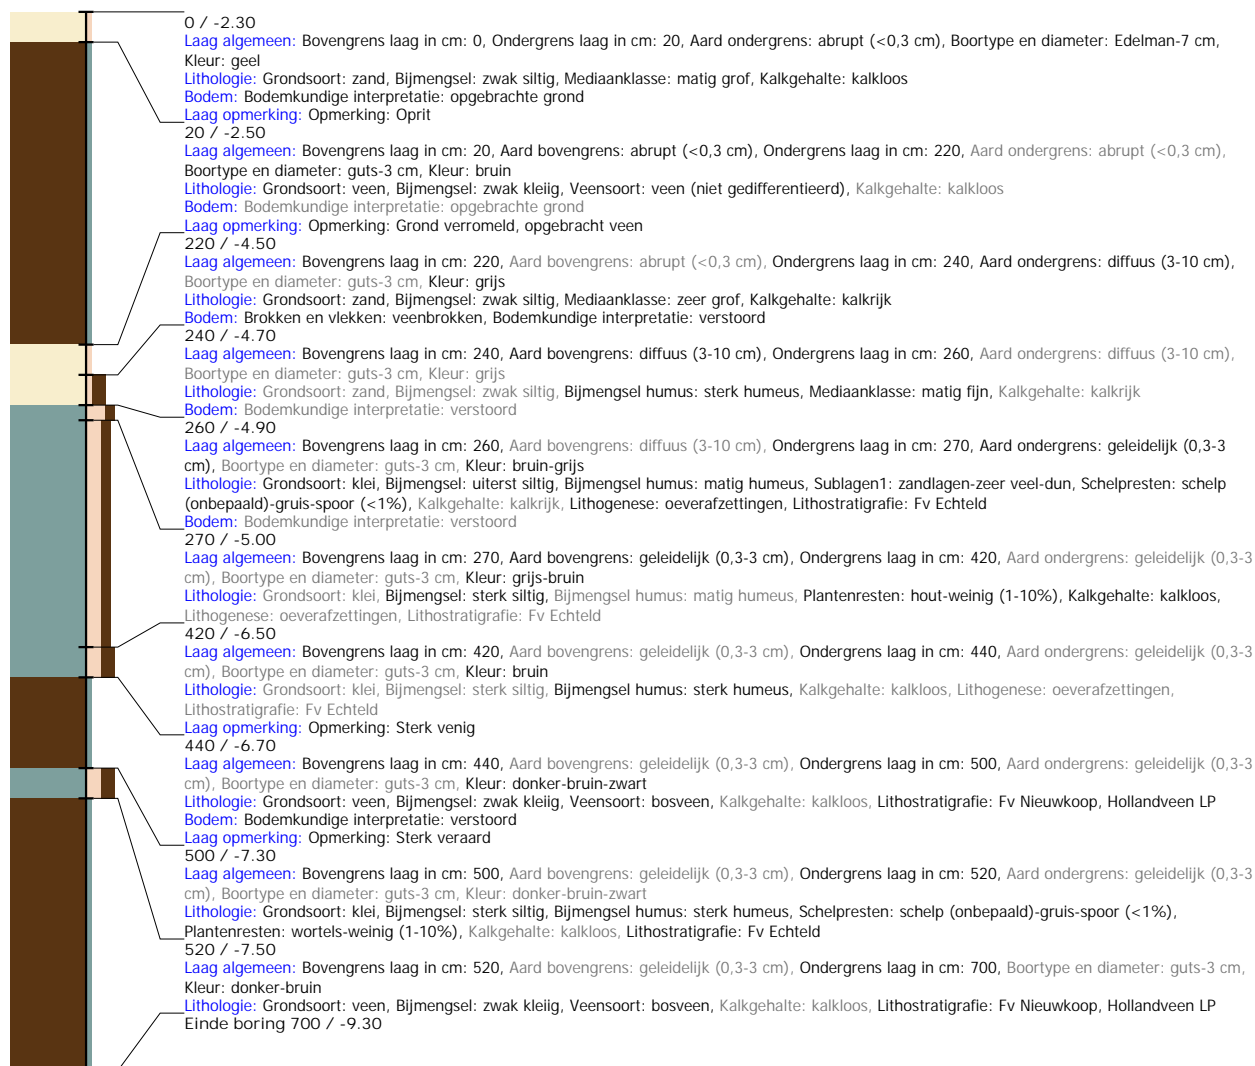 0 / -2.30
Laag algemeen: Bovengrens laag in cm: 0, Ondergrens laag in cm: 20, Aard ondergrens: abrupt (<0,3 cm), Boortype en diameter: Edelman-7 cm,
Kleur: geel
Lithologie: Grondsoort: zand, Bijmengsel: zwak siltig, Mediaanklasse: matig grof, Kalkgehalte: kalkloos
Bodem: Bodemkundige interpretatie: opgebrachte grond
Laag opmerking: Opmerking: Oprit
20 / -2.50
Laag algemeen: Bovengrens laag in cm: 20, Aard bovengrens: abrupt (<0,3 cm), Ondergrens laag in cm: 220, Aard ondergrens: abrupt (<0,3 cm),
Boortype en diameter: guts-3 cm, Kleur: bruin
Lithologie: Grondsoort: veen, Bijmengsel: zwak kleiig, Veensoort: veen (niet gedifferentieerd), Kalkgehalte: kalkloos
Bodem: Bodemkundige interpretatie: opgebrachte grond
Laag opmerking: Opmerking: Grond verromeld, opgebracht veen
220 / -4.50
Laag algemeen: Bovengrens laag in cm: 220, Aard bovengrens: abrupt (<0,3 cm), Ondergrens laag in cm: 240, Aard ondergrens: diffuus (3-10 cm),
Boortype en diameter: guts-3 cm, Kleur: grijs
Lithologie: Grondsoort: zand, Bijmengsel: zwak siltig, Mediaanklasse: zeer grof, Kalkgehalte: kalkrijk
Bodem: Brokken en vlekken: veenbrokken, Bodemkundige interpretatie: verstoord
240 / -4.70
Laag algemeen: Bovengrens laag in cm: 240, Aard bovengrens: diffuus (3-10 cm), Ondergrens laag in cm: 260, Aard ondergrens: diffuus (3-10 cm),
Boortype en diameter: guts-3 cm, Kleur: grijs
Lithologie: Grondsoort: zand, Bijmengsel: zwak siltig, Bijmengsel humus: sterk humeus, Mediaanklasse: matig fijn, Kalkgehalte: kalkrijk
Bodem: Bodemkundige interpretatie: verstoord
260 / -4.90
Laag algemeen: Bovengrens laag in cm: 260, Aard bovengrens: diffuus (3-10 cm), Ondergrens laag in cm: 270, Aard ondergrens: geleidelijk (0,3-3
cm), Boortype en diameter: guts-3 cm, Kleur: bruin-grijs
Lithologie: Grondsoort: klei, Bijmengsel: uiterst siltig, Bijmengsel humus: matig humeus, Sublagen1: zandlagen-zeer veel-dun, Schelpresten: schelp
(onbepaald)-gruis-spoor (<1%), Kalkgehalte: kalkrijk, Lithogenese: oeverafzettingen, Lithostratigrafie: Fv Echteld
Bodem: Bodemkundige interpretatie: verstoord
270 / -5.00
Laag algemeen: Bovengrens laag in cm: 270, Aard bovengrens: geleidelijk (0,3-3 cm), Ondergrens laag in cm: 420, Aard ondergrens: geleidelijk (0,3-3
cm), Boortype en diameter: guts-3 cm, Kleur: grijs-bruin
Lithologie: Grondsoort: klei, Bijmengsel: sterk siltig, Bijmengsel humus: matig humeus, Plantenresten: hout-weinig (1-10%), Kalkgehalte: kalkloos,
Lithogenese: oeverafzettingen, Lithostratigrafie: Fv Echteld
420 / -6.50
Laag algemeen: Bovengrens laag in cm: 420, Aard bovengrens: geleidelijk (0,3-3 cm), Ondergrens laag in cm: 440, Aard ondergrens: geleidelijk (0,3-3
cm), Boortype en diameter: guts-3 cm, Kleur: bruin
Lithologie: Grondsoort: klei, Bijmengsel: sterk siltig, Bijmengsel humus: sterk humeus, Kalkgehalte: kalkloos, Lithogenese: oeverafzettingen,
Lithostratigrafie: Fv Echteld
Laag opmerking: Opmerking: Sterk venig
440 / -6.70
Laag algemeen: Bovengrens laag in cm: 440, Aard bovengrens: geleidelijk (0,3-3 cm), Ondergrens laag in cm: 500, Aard ondergrens: geleidelijk (0,3-3
cm), Boortype en diameter: guts-3 cm, Kleur: donker-bruin-zwart
Lithologie: Grondsoort: veen, Bijmengsel: zwak kleiig, Veensoort: bosveen, Kalkgehalte: kalkloos, Lithostratigrafie: Fv Nieuwkoop, Hollandveen LP
Bodem: Bodemkundige interpretatie: verstoord
Laag opmerking: Opmerking: Sterk veraard
500 / -7.30
Laag algemeen: Bovengrens laag in cm: 500, Aard bovengrens: geleidelijk (0,3-3 cm), Ondergrens laag in cm: 520, Aard ondergrens: geleidelijk (0,3-3
cm), Boortype en diameter: guts-3 cm, Kleur: donker-bruin-zwart
Lithologie: Grondsoort: klei, Bijmengsel: sterk siltig, Bijmengsel humus: sterk humeus, Schelpresten: schelp (onbepaald)-gruis-spoor (<1%),
Plantenresten: wortels-weinig (1-10%), Kalkgehalte: kalkloos, Lithostratigrafie: Fv Echteld
520 / -7.50
Laag algemeen: Bovengrens laag in cm: 520, Aard bovengrens: geleidelijk (0,3-3 cm), Ondergrens laag in cm: 700, Boortype en diameter: guts-3 cm,
Kleur: donker-bruin
Lithologie: Grondsoort: veen, Bijmengsel: zwak kleiig, Veensoort: bosveen, Kalkgehalte: kalkloos, Lithostratigrafie: Fv Nieuwkoop, Hollandveen LP
Einde boring 700 / -9.30